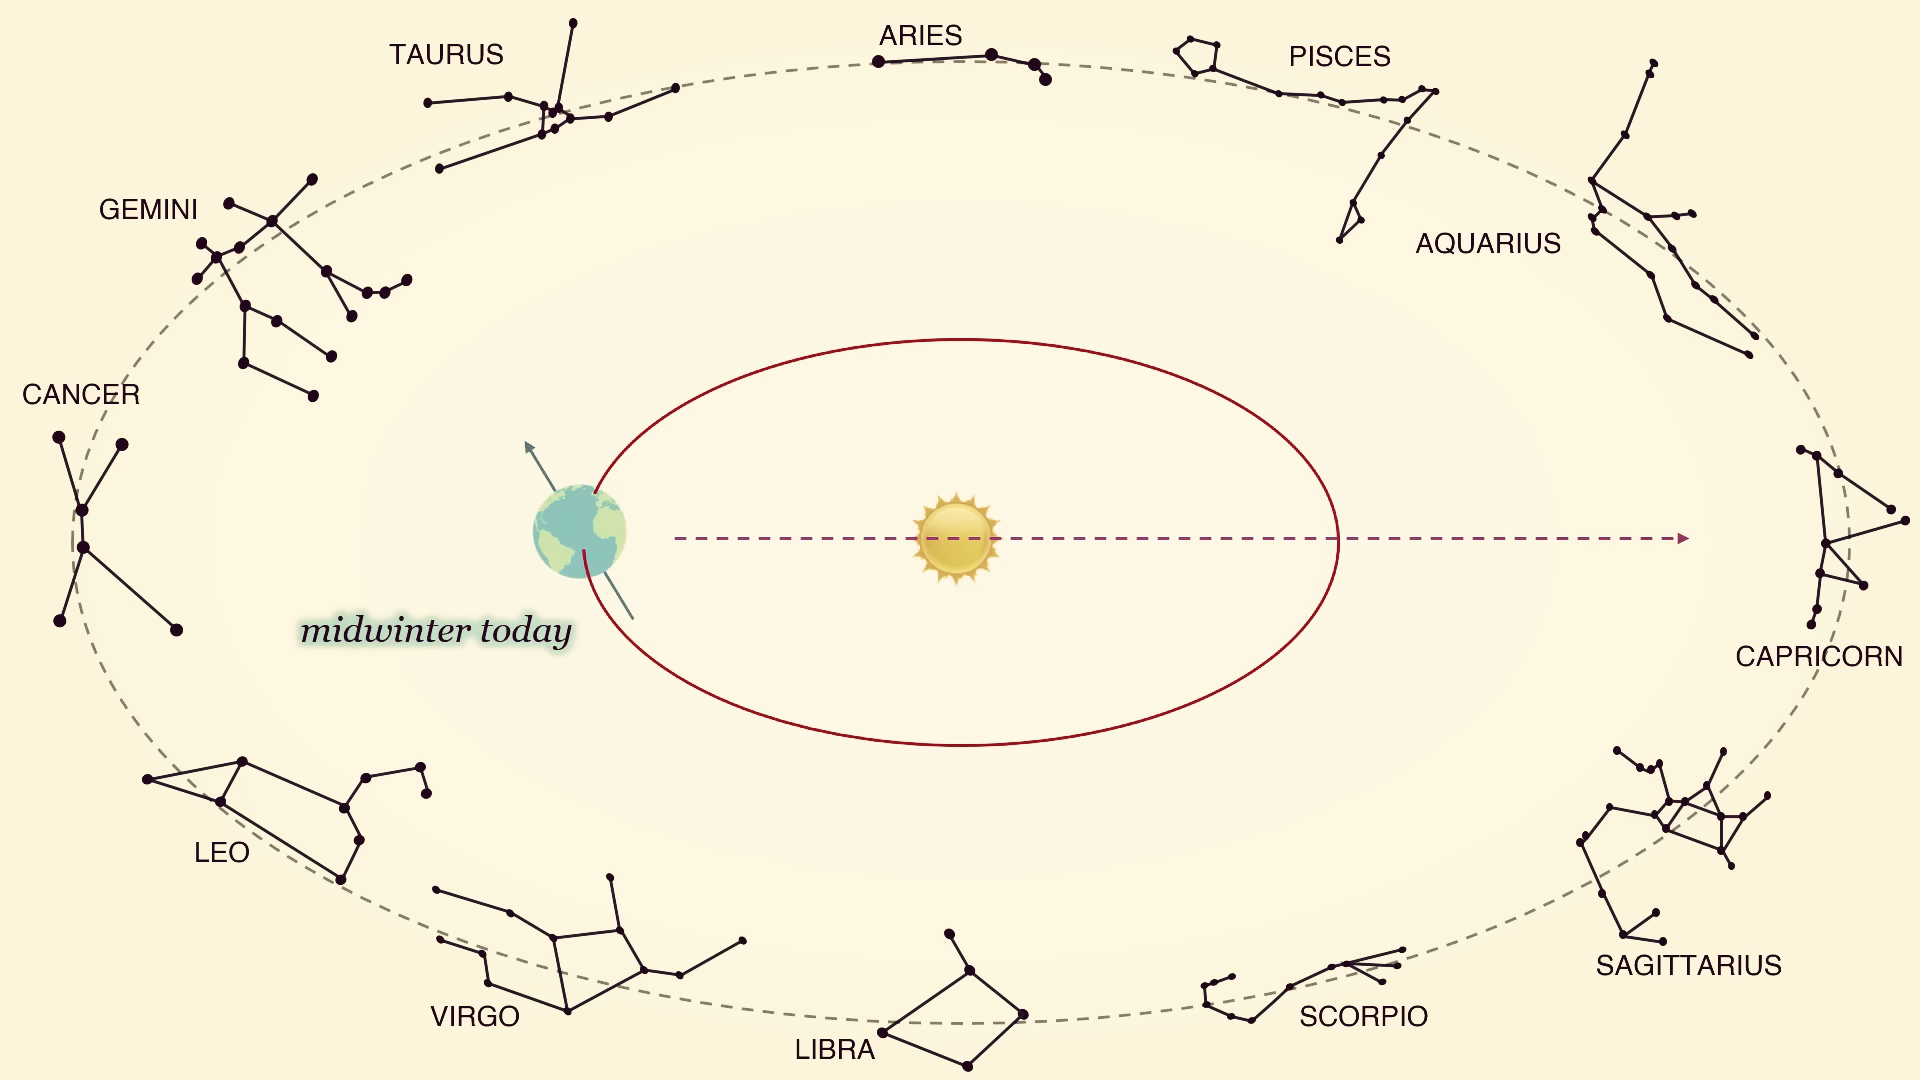 TAURUS
ARIES
PISCES
GEMINI
AQUARIUS
CANCER
midwinter today
CAPRICORN
LEO
VIRGO
LIBRA
SCORPIO
SAGITTARIUS